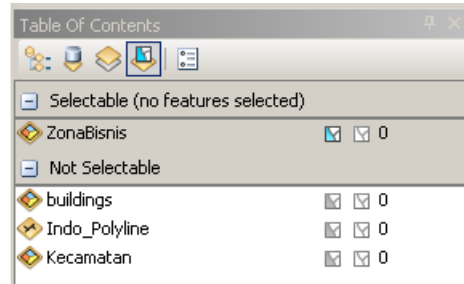 Table Of Contents
Selectable (no features selected)
ZonaBisnis 0
Not Selectable
buildings 0
Indo_Polyline 0
Kecamatan 0